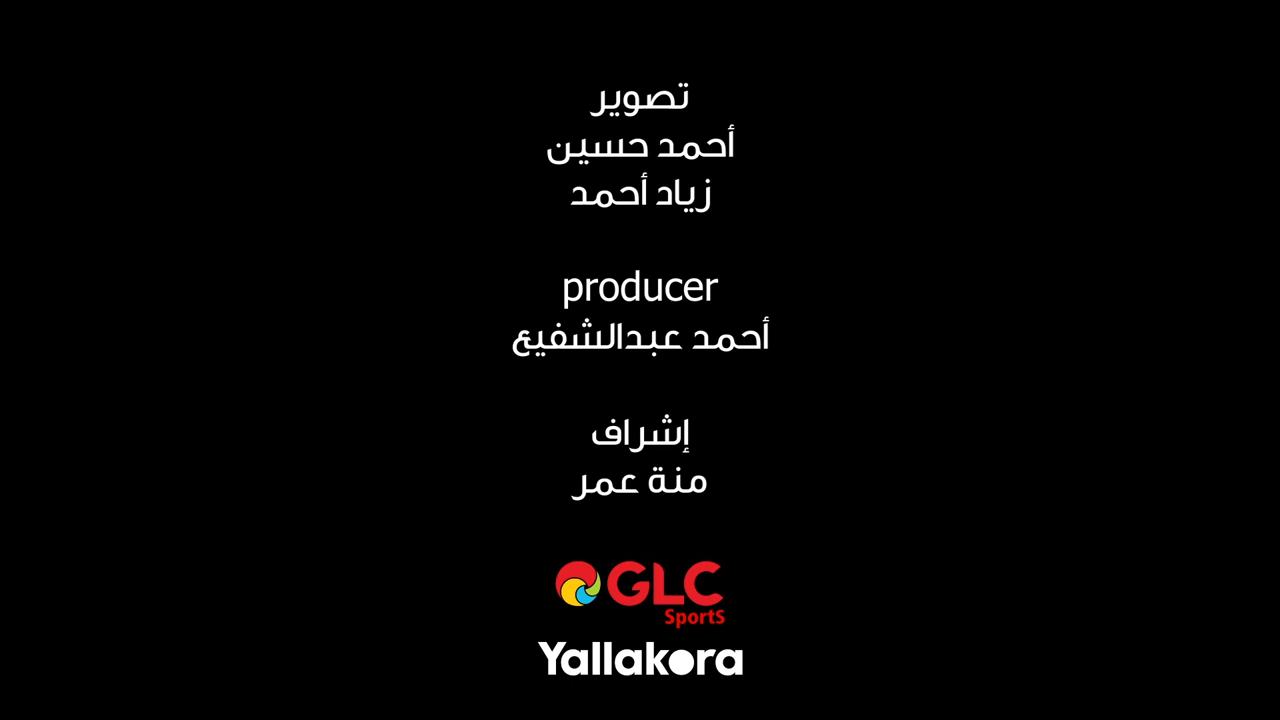 تصوير
أحمد حسين
زياد أحمد
producer
أحمد عبدالشفيع
إشراف
منة عمر
GLC
Sports
Yallakora